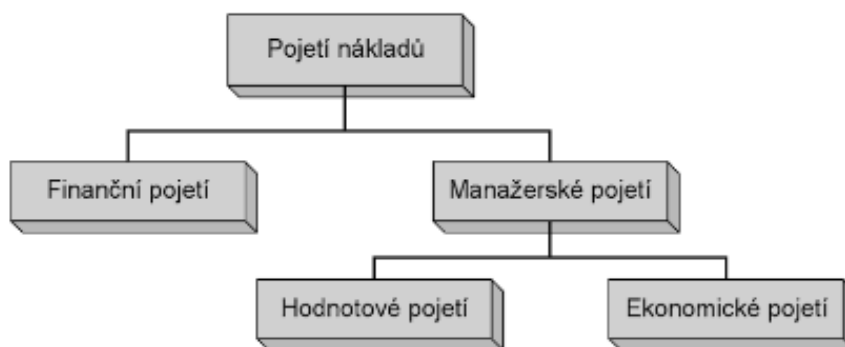 Pojetí nákladů
Finanční pojetí
Manažerské pojetí
Hodnotové pojetí
Ekonomické pojetí